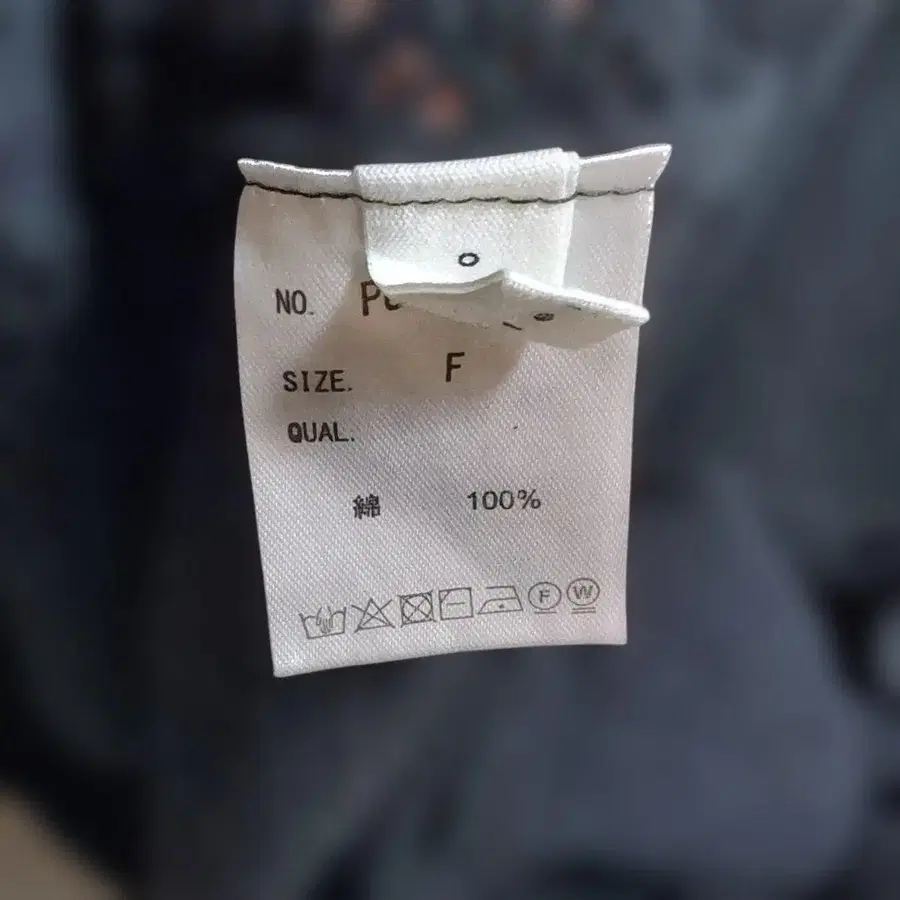 NO.
SIZE. F
QUAL.
綿 100%
F W